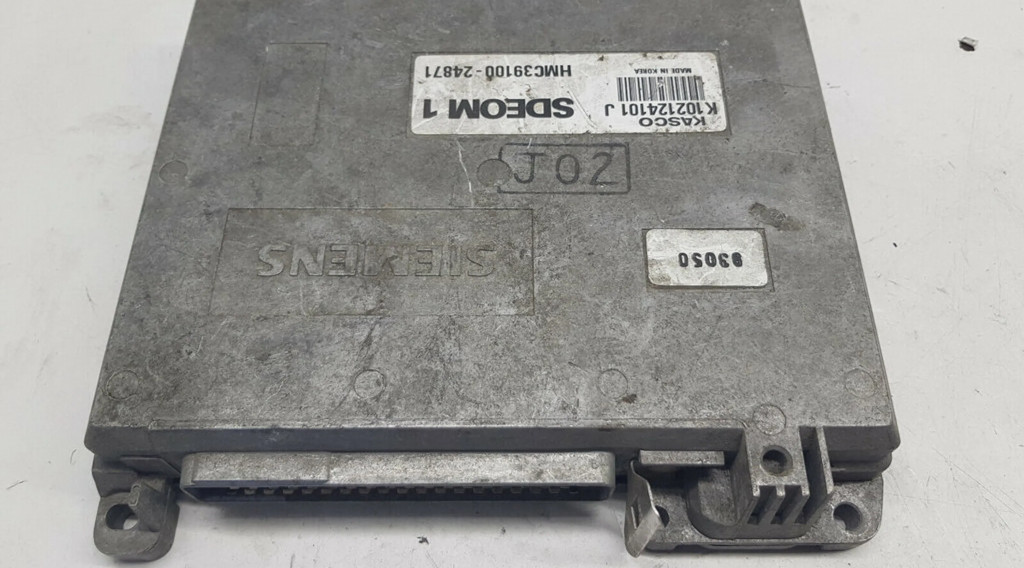 KASCO
K102124101 J
MADE IN KOREA
SDEOM 1
HMC39100-24871
J02
SIEMENS
93050